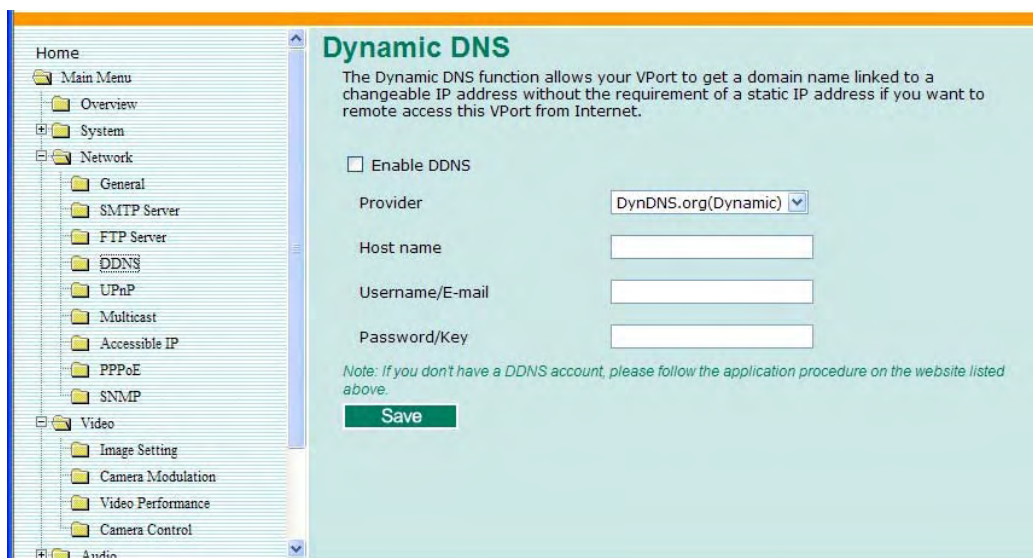 Home
Main Menu
Overview
System
Network
General
SMTP Server
FTP Server
DDNS
UPnP
Multicast
Accessible IP
PPPoE
SNMP
Video
Image Setting
Camera Modulation
Video Performance
Camera Control
Audio
Dynamic DNS
The Dynamic DNS function allows your VPort to get a domain name linked to a
changeable IP address without the requirement of a static IP address if you want to
remote access this VPort from Internet.
Enable DDNS
Provider
DynDNS.org(Dynamic)
Host name
Username/E-mail
Password/Key
Note: If you don't have a DDNS account, please follow the application procedure on the website listed
above.
Save